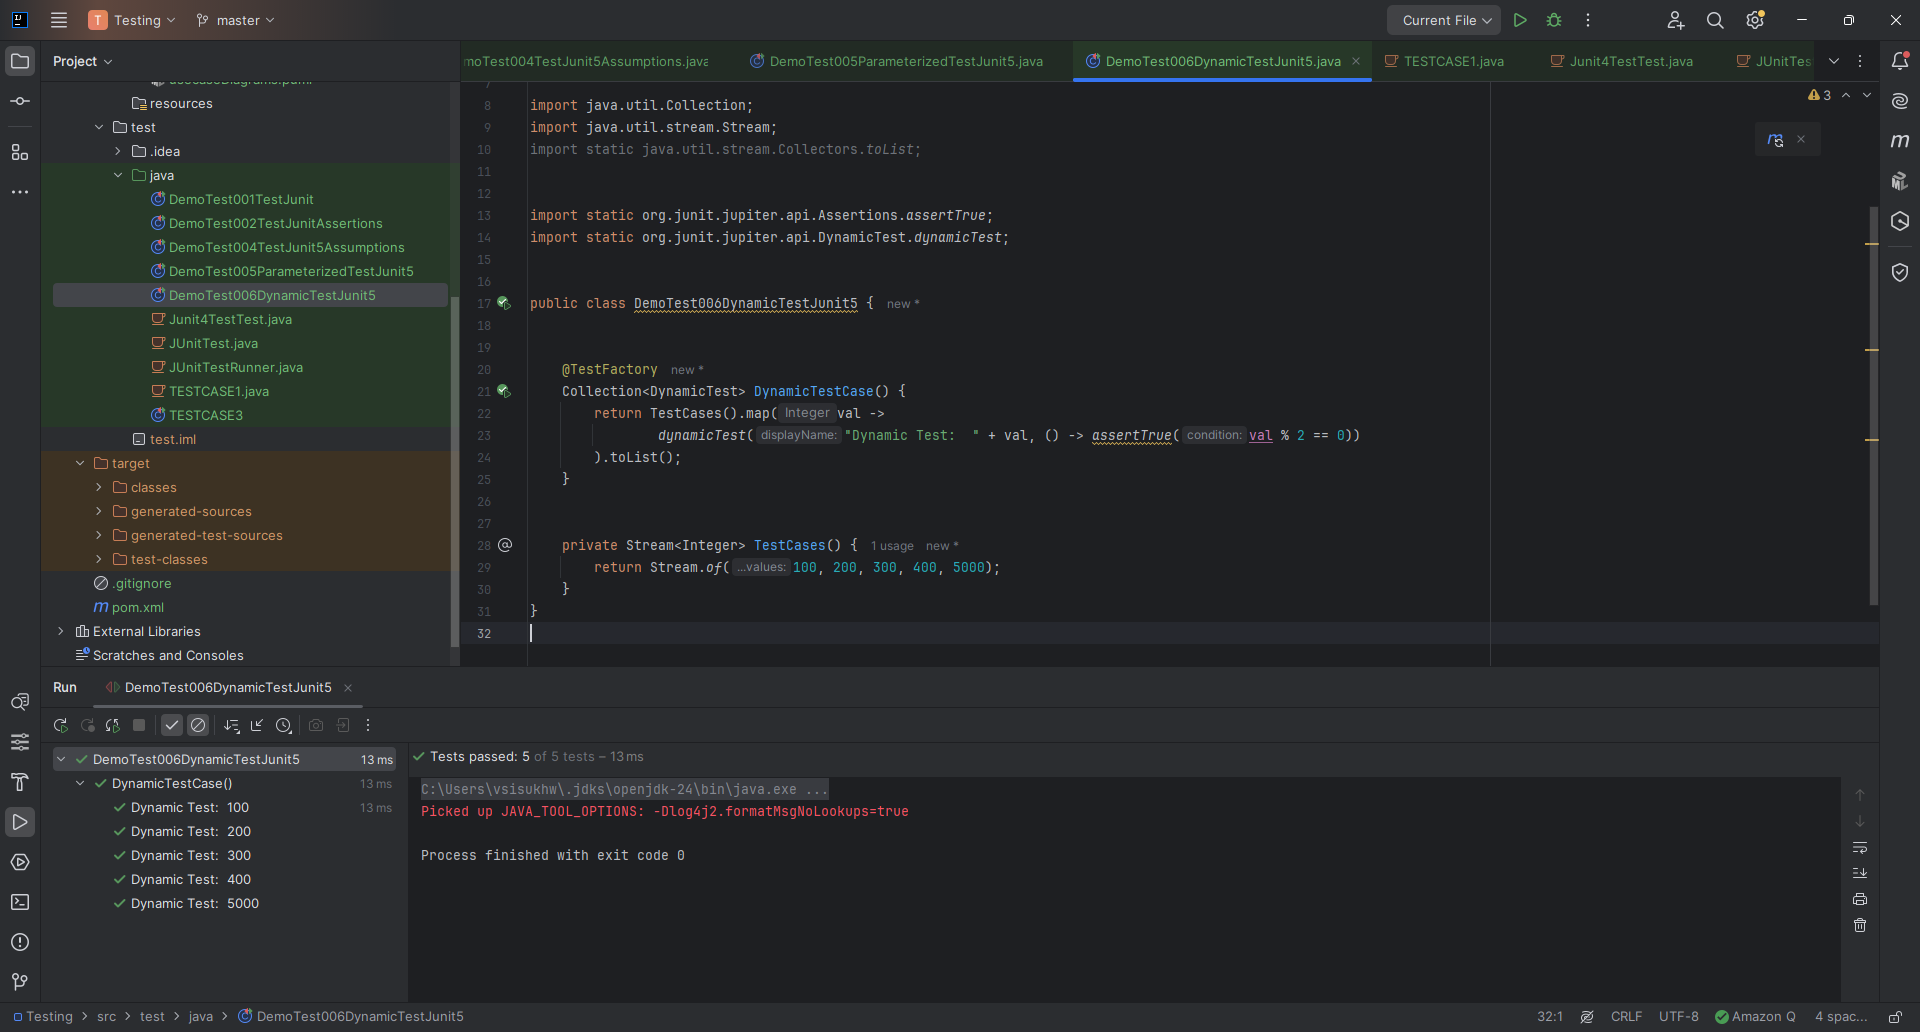 T Testing master Current File
Project
moTest004TestJunit5Assumptions.java DemoTest005ParameterizedTestJunit5.java DemoTest006DynamicTestJunit5.java TESTCASE1.java Junit4TestTest.java JUnitTes
resources
test
.idea
java
DemoTest001TestJunit
DemoTest002TestJunitAssertions
DemoTest004TestJunit5Assumptions
DemoTest005ParameterizedTestJunit5
DemoTest006DynamicTestJunit5
Junit4TestTest.java
JUnitTest.java
JUnitTestRunner.java
TESTCASE1.java
TESTCASE3
test.iml
target
classes
generated-sources
generated-test-sources
test-classes
.gitignore
pom.xml
External Libraries
Scratches and Consoles
3
8 import java.util.Collection;
9 import java.util.stream.Stream;
10 import static java.util.stream.Collectors.toList;
11
12
13 import static org.junit.jupiter.api.Assertions.assertTrue;
14 import static org.junit.jupiter.api.DynamicTest.dynamicTest;
15
16
17 public class DemoTest006DynamicTestJunit5 { new *
18
19
20 @TestFactory new *
21 Collection<DynamicTest> DynamicTestCase() {
22 return TestCases().map( Integer val ->
23 dynamicTest( displayName: "Dynamic Test:  " + val, () -> assertTrue( condition: val % 2 == 0))
24 ).toList();
25 }
26
27
28 private Stream<Integer> TestCases() { 1 usage new *
29 return Stream.of( ...values: 100, 200, 300, 400, 5000);
30 }
31 }
32
Run DemoTest006DynamicTestJunit5
DemoTest006DynamicTestJunit5 13 ms
DynamicTestCase() 13 ms
Dynamic Test: 100 13 ms
Dynamic Test: 200
Dynamic Test: 300
Dynamic Test: 400
Dynamic Test: 5000
Tests passed: 5 of 5 tests – 13 ms
C:\Users\vsisukhw\.jdks\openjdk-24\bin\java.exe ...
Picked up JAVA_TOOL_OPTIONS: -Dlog4j2.formatMsgNoLookups=true
Process finished with exit code 0
Testing > src > test > java > DemoTest006DynamicTestJunit5 32:1 CRLF UTF-8 Amazon Q 4 spac...